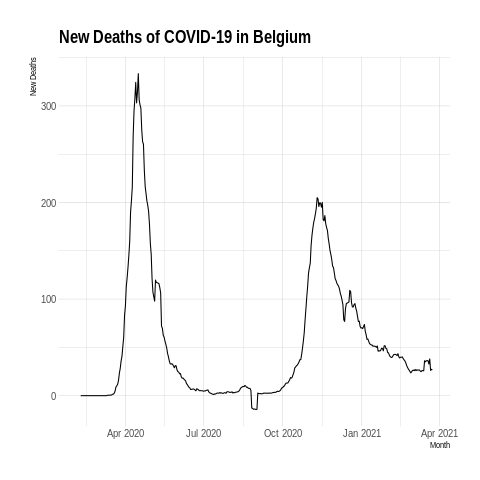 New Deaths of COVID-19 in Belgium
New Deaths
300
200
100
0
Apr 2020 Jul 2020 Oct 2020 Jan 2021 Apr 2021
Month